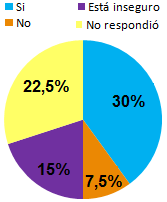 Si Está inseguro
No No respondió
22,5%
30%
15%
7,5%